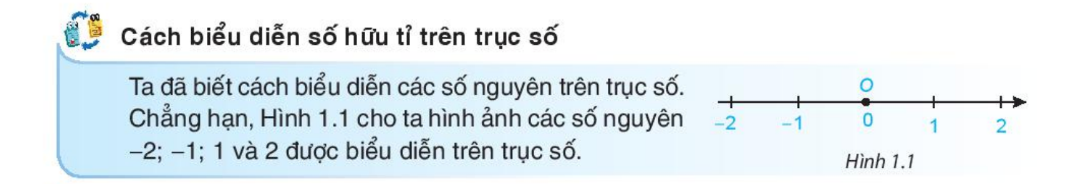 Cách biểu diễn số hữu tỉ trên trục số
Ta đã biết cách biểu diễn các số nguyên trên trục số.
Chẳng hạn, Hình 1.1 cho ta hình ảnh các số nguyên
–2; –1; 1 và 2 được biểu diễn trên trục số.
O
–2 –1 0 1 2
Hình 1.1